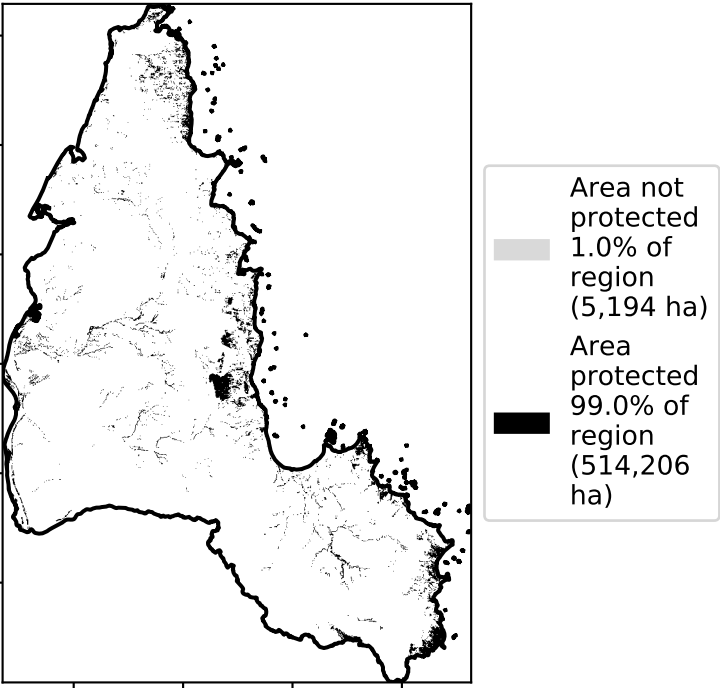 Area not
protected
1.0% of
region
(5,194 ha)
Area
protected
99.0% of
region
(514,206
ha)